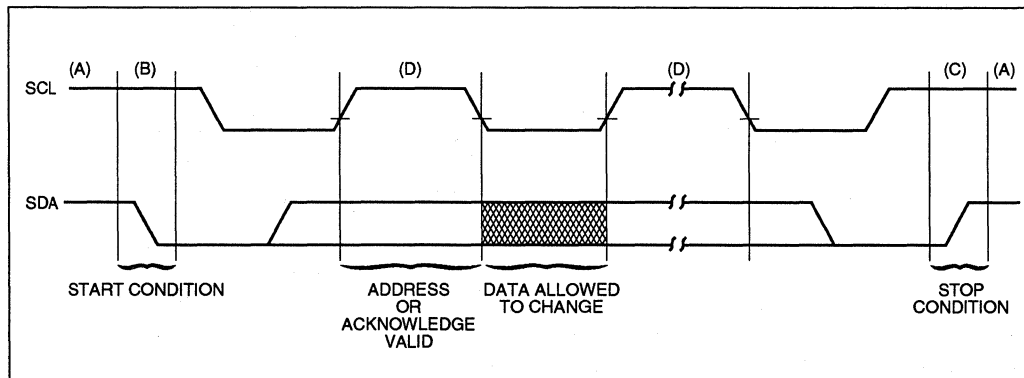 (A) (B) (D) (D) (C) (A)
SCL
SDA
START CONDITION
ADDRESS
OR
ACKNOWLEDGE
VALID
DATA ALLOWED
TO CHANGE
STOP
CONDITION